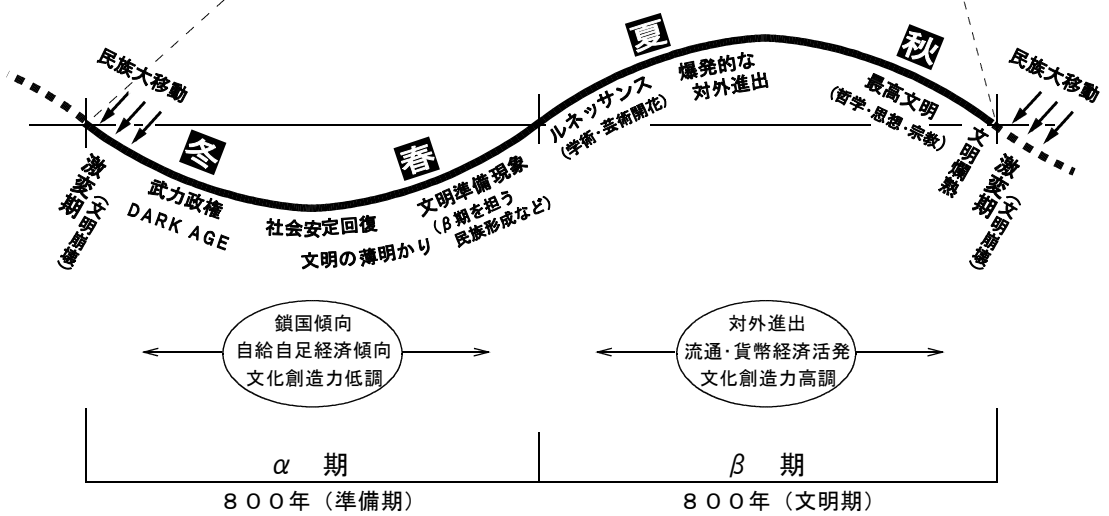 民族大移動
冬
武力政権
DARK AGE
激変期
（文明崩壊）
社会安定回復
文明の薄明かり
春
文明準備現象
（β期を担う
民族形成など）
夏
ルネッサンス
（学術・芸術開花）
爆発的な
対外進出
秋
最高文明
（哲学・思想・宗教）
文明爛熟
激変期
（文明崩壊）
民族大移動
鎖国傾向
自給自足経済傾向
文化創造力低調
対外進出
流通・貨幣経済活発
文化創造力高調
α 期
８００年（準備期）
β 期
８００年（文明期）